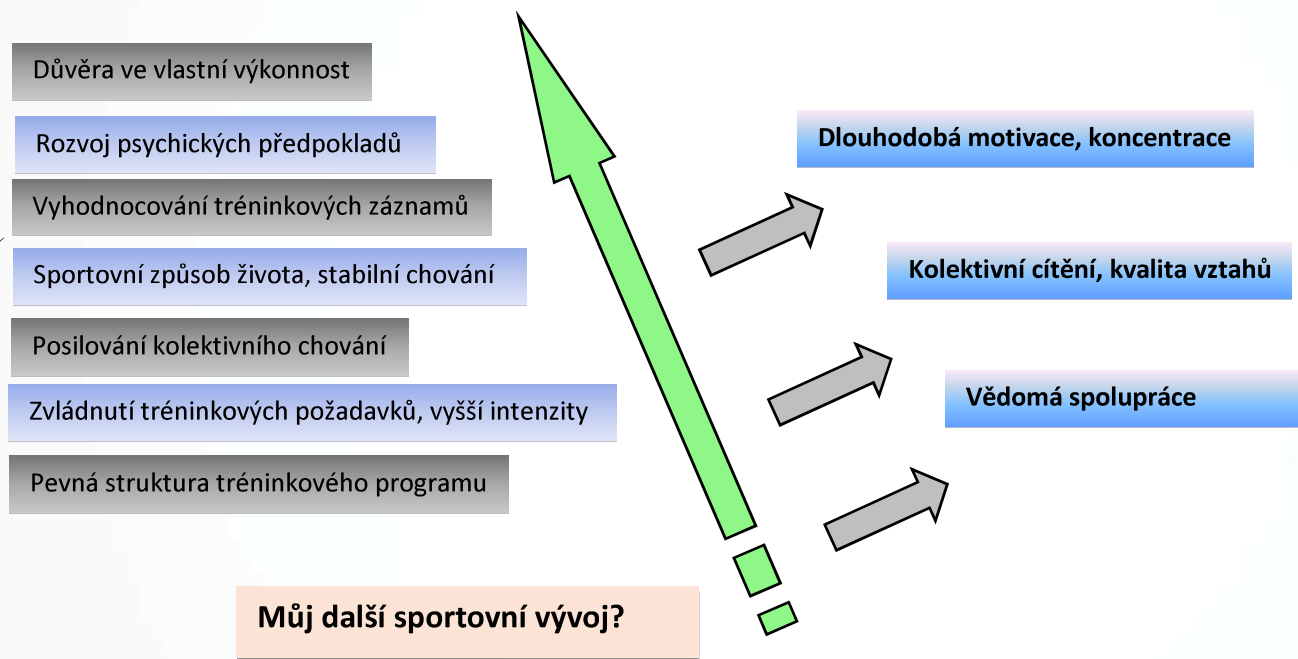 Důvěra ve vlastní výkonnost
Rozvoj psychických předpokladů
Vyhodnocování tréninkových záznamů
Sportovní způsob života, stabilní chování
Posilování kolektivního chování
Zvládnutí tréninkových požadavků, vyšší intenzity
Pevná struktura tréninkového programu
Můj další sportovní vývoj?
Dlouhodobá motivace, koncentrace
Kolektivní cítění, kvalita vztahů
Vědomá spolupráce